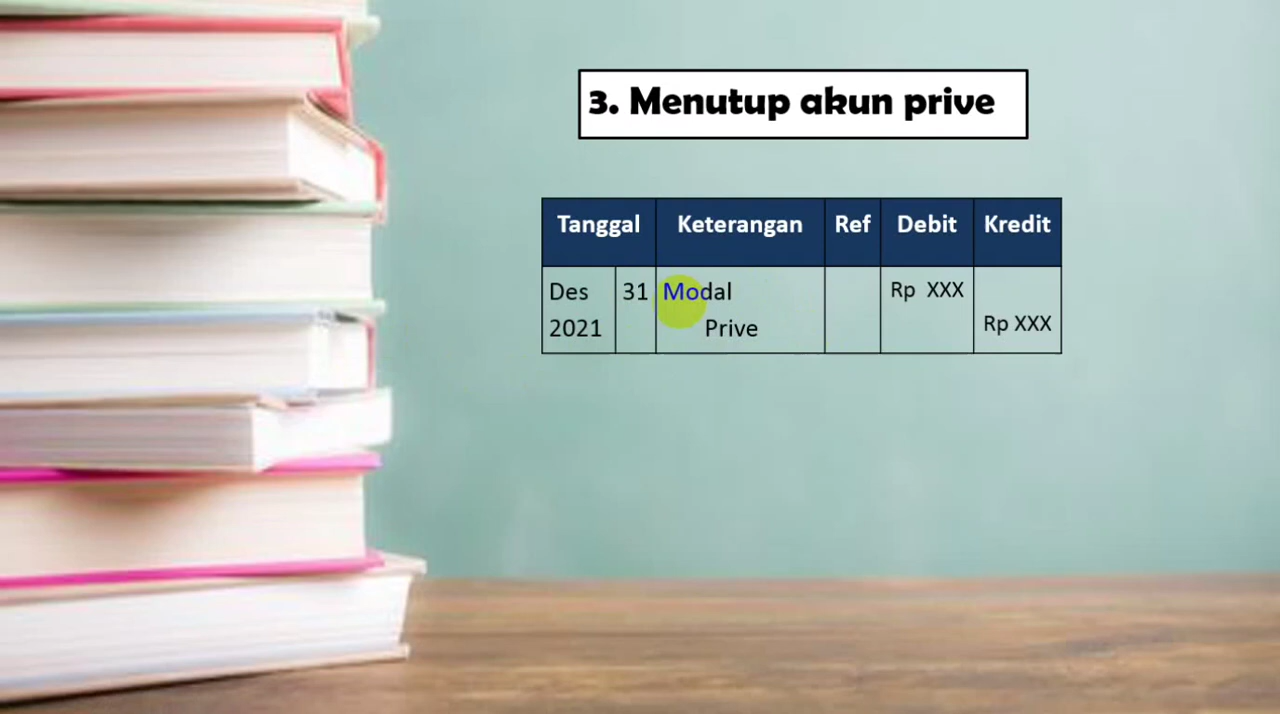 3. Menutup akun prive
Tanggal Keterangan Ref Debit Kredit
Des 31 Modal Rp XXX
2021 Prive Rp XXX